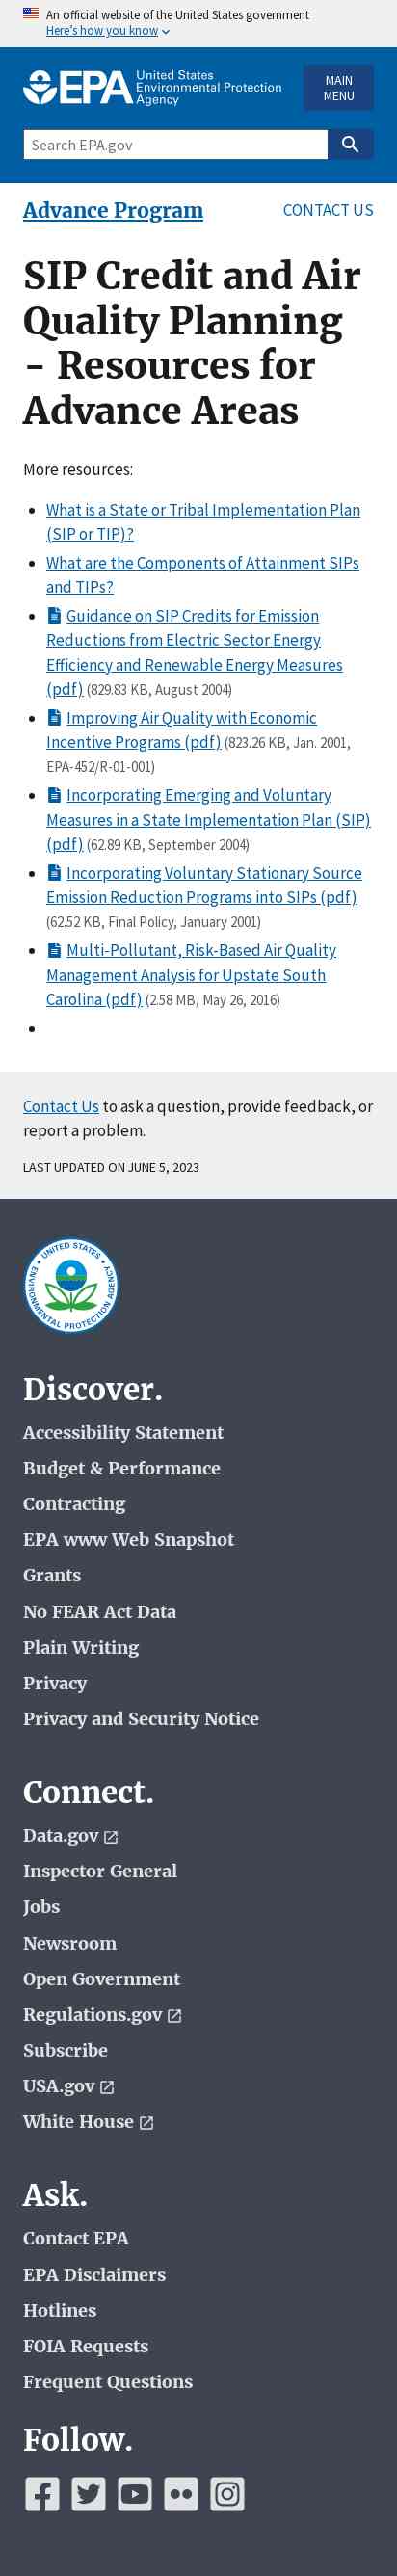 An official website of the United States government
Here's how you know
EPA United States
Environmental Protection
Agency
MAIN
MENU
Search EPA.gov
Advance Program
CONTACT US
SIP Credit and Air
Quality Planning
- Resources for
Advance Areas
More resources:
What is a State or Tribal Implementation Plan
(SIP or TIP)?
What are the Components of Attainment SIPs
and TIPs?
Guidance on SIP Credits for Emission
Reductions from Electric Sector Energy
Efficiency and Renewable Energy Measures
(pdf) (829.83 KB, August 2004)
Improving Air Quality with Economic
Incentive Programs (pdf) (823.26 KB, Jan. 2001,
EPA-452/R-01-001)
Incorporating Emerging and Voluntary
Measures in a State Implementation Plan (SIP)
(pdf) (62.89 KB, September 2004)
Incorporating Voluntary Stationary Source
Emission Reduction Programs into SIPs (pdf)
(62.52 KB, Final Policy, January 2001)
Multi-Pollutant, Risk-Based Air Quality
Management Analysis for Upstate South
Carolina (pdf) (2.58 MB, May 26, 2016)
Contact Us to ask a question, provide feedback, or
report a problem.
LAST UPDATED ON JUNE 5, 2023
UNITED STATES
ENVIRONMENTAL PROTECTION AGENCY
Discover.
Accessibility Statement
Budget & Performance
Contracting
EPA www Web Snapshot
Grants
No FEAR Act Data
Plain Writing
Privacy
Privacy and Security Notice
Connect.
Data.gov
Inspector General
Jobs
Newsroom
Open Government
Regulations.gov
Subscribe
USA.gov
White House
Ask.
Contact EPA
EPA Disclaimers
Hotlines
FOIA Requests
Frequent Questions
Follow.